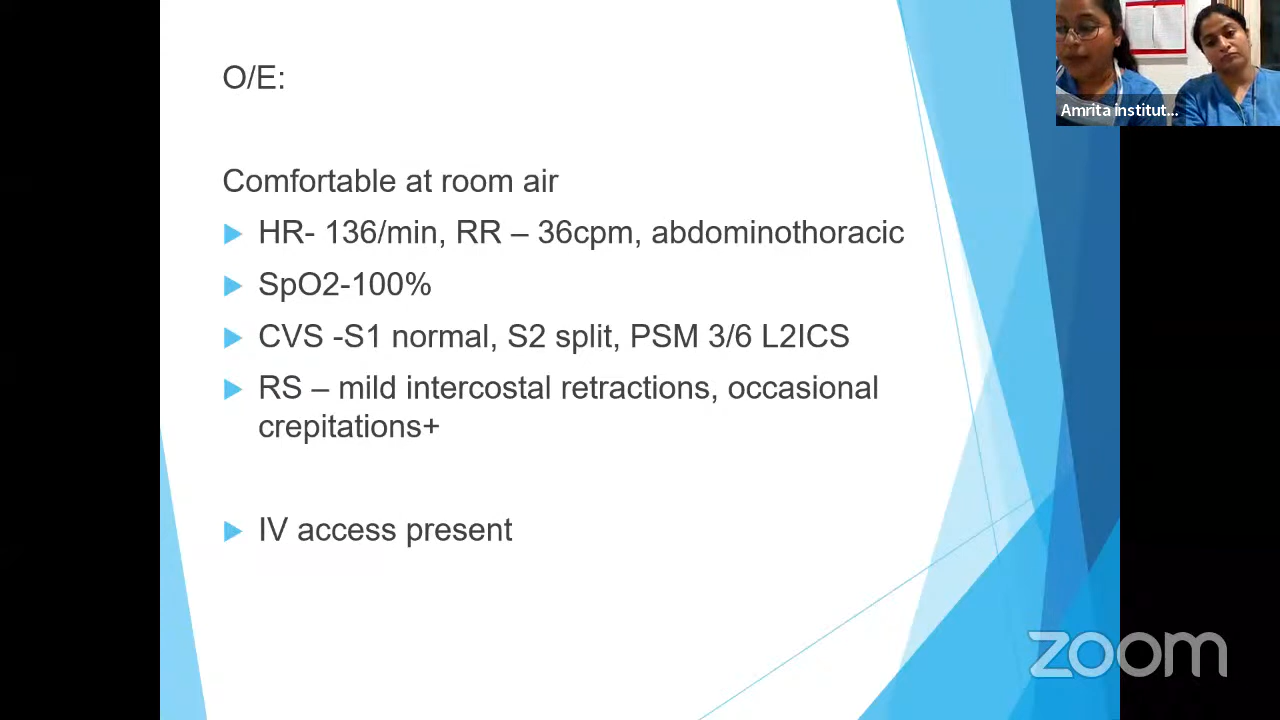 O/E:
Comfortable at room air
HR- 136/min, RR – 36cpm, abdominothoracic
SpO2-100%
CVS -S1 normal, S2 split, PSM 3/6 L2ICS
RS – mild intercostal retractions, occasional
crepitations+
IV access present
Amrita institut...
zoom